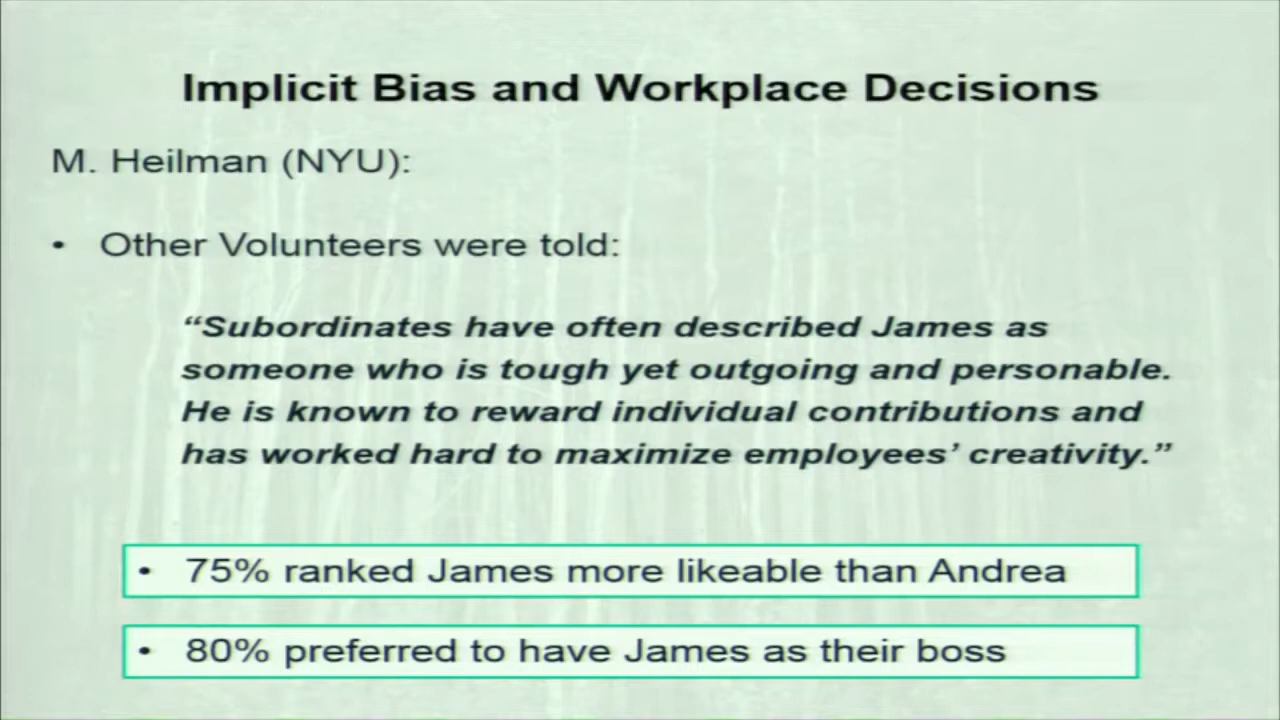 Implicit Bias and Workplace Decisions
M. Heilman (NYU):
• Other Volunteers were told:
“Subordinates have often described James as
someone who is tough yet outgoing and personable.
He is known to reward individual contributions and
has worked hard to maximize employees’ creativity.”
• 75% ranked James more likeable than Andrea
• 80% preferred to have James as their boss